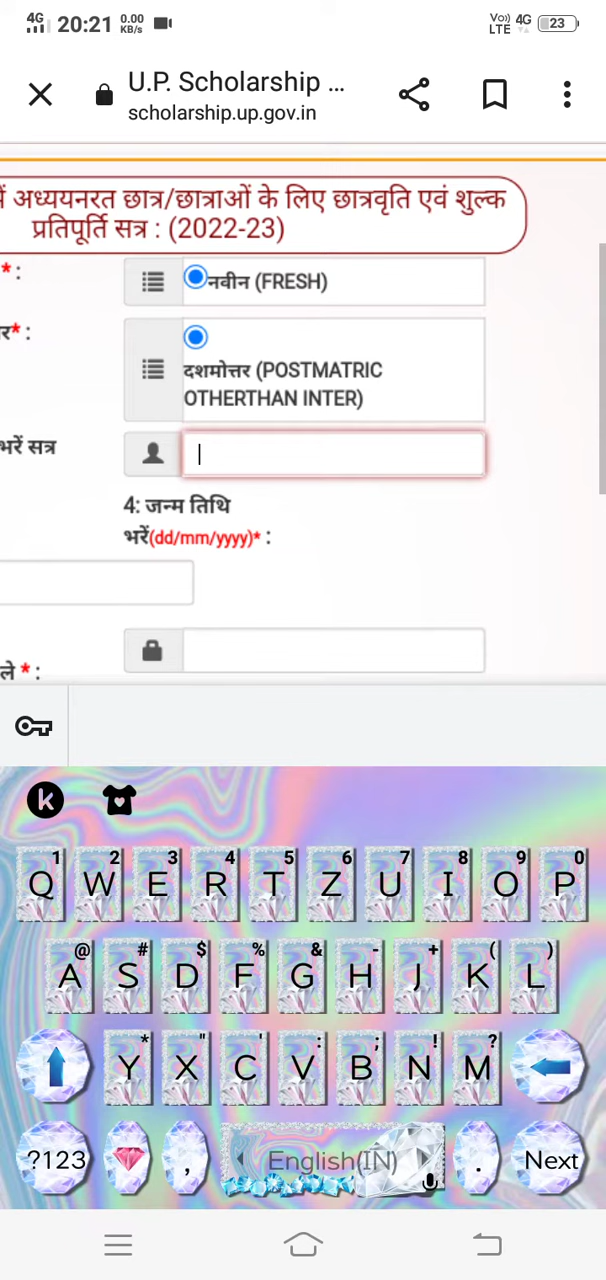 4G 20:21 0.00 KB/s Vo) LTE 4G 23
U.P. Scholarship ...
scholarship.up.gov.in
अध्ययनरत छात्र/छात्राओं के लिए छात्रवृति एवं शुल्क
प्रतिपूर्ति सत्र : (2022-23)
* :
नवीन (FRESH)
र* :
दशमोत्तर (POSTMATRIC
OTHERTHAN INTER)
भरें सत्र
4: जन्म तिथि
भरें(dd/mm/yyyy)* :
ले * :
k
1 2 3 4 5 6 7 8 9 0
Q W E R T Z U I O P
@ # $ % & - + ( )
A S D F G H J K L
* " ' : ; ! ?
Y X C V B N M
?123 , English(IN) . Next